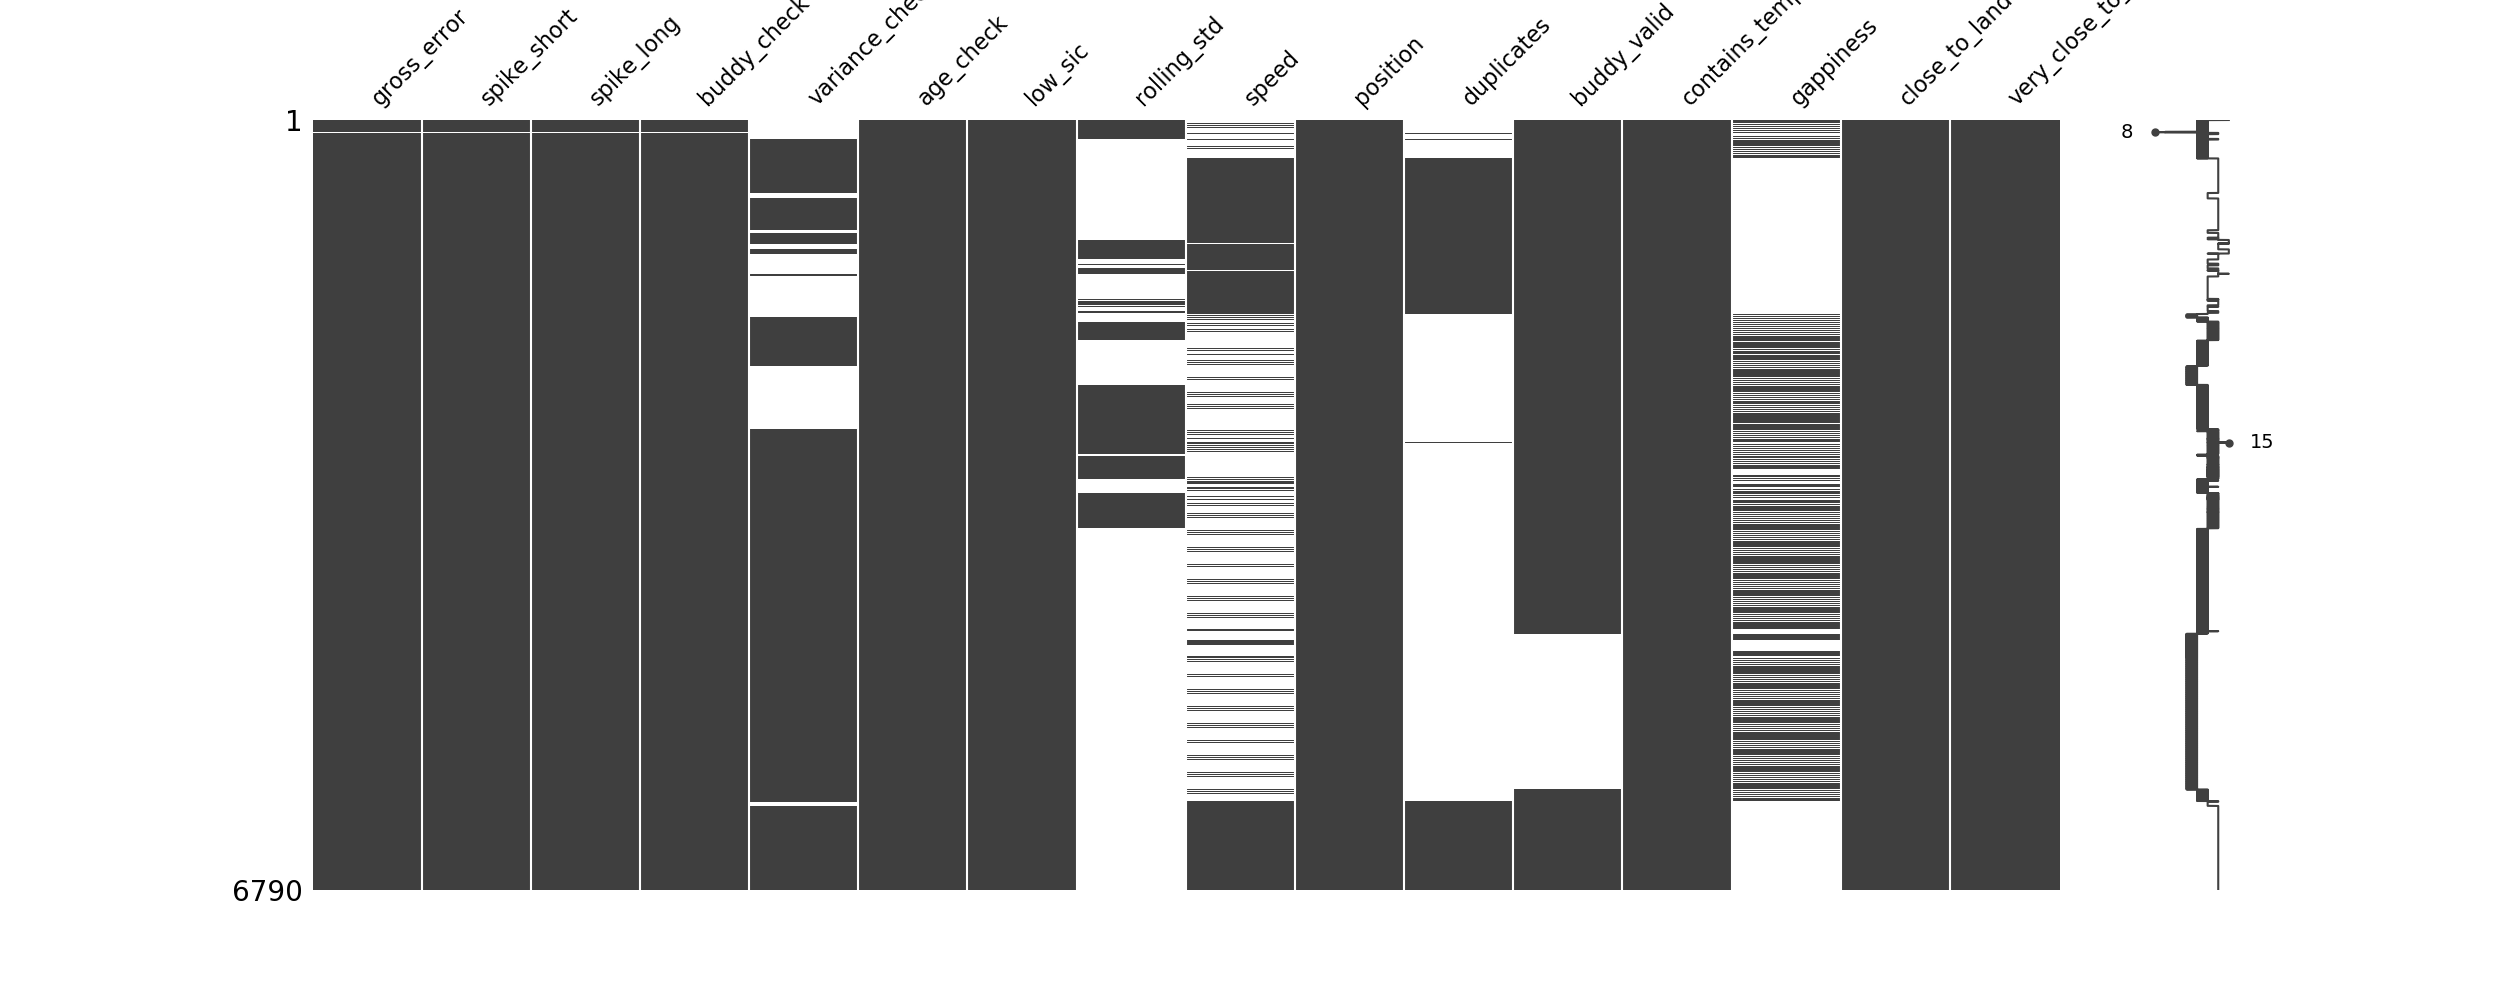 gross_error
spike_short
spike_long
buddy_check
age_check
low_sic
rolling_std
speed
position
duplicates
buddy_valid
gappiness
close_to_land
1
8
15
6790